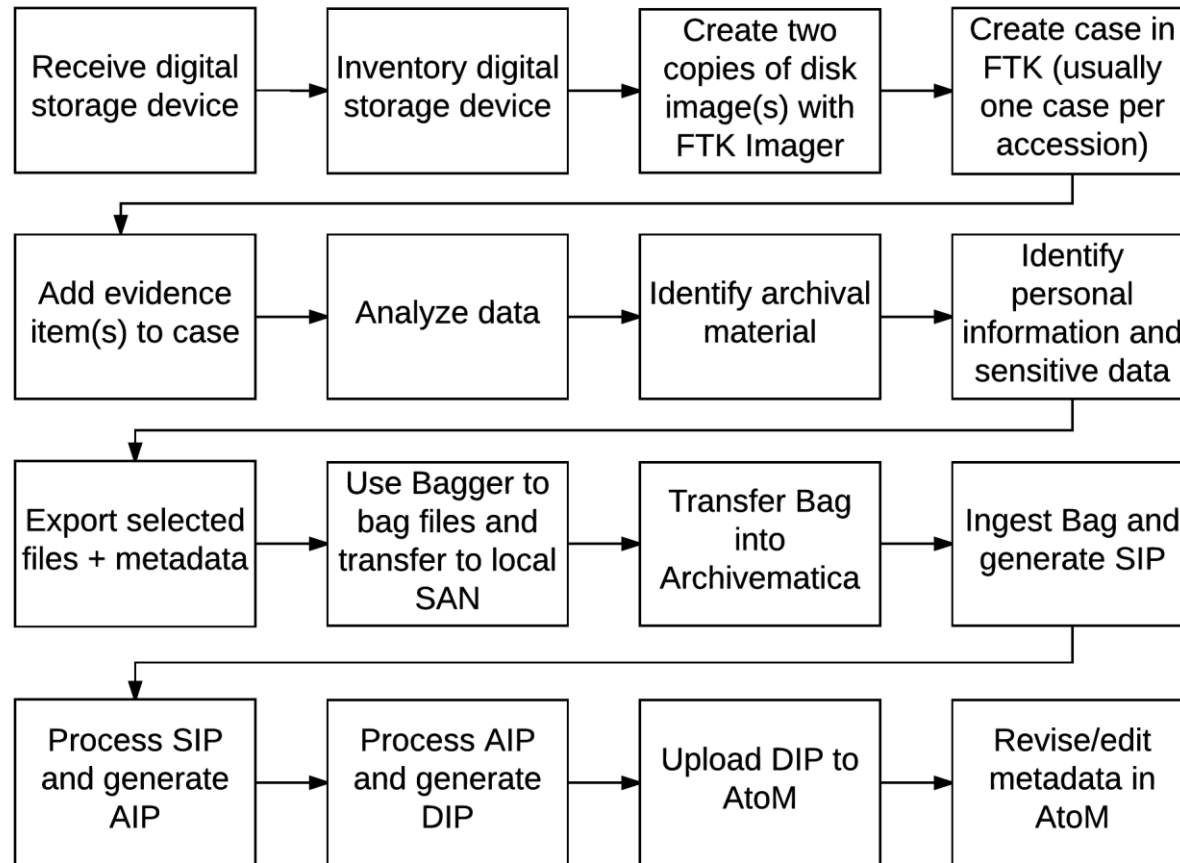 Receive digital
storage device
Inventory digital
storage device
Create two
copies of disk
image(s) with
FTK Imager
Create case in
FTK (usually
one case per
accession)
Add evidence
item(s) to case
Analyze data
Identify archival
material
Identify
personal
information and
sensitive data
Export selected
files + metadata
Use Bagger to
bag files and
transfer to local
SAN
Transfer Bag
into
Archivematica
Ingest Bag and
generate SIP
Process SIP
and generate
AIP
Process AIP
and generate
DIP
Upload DIP to
AtoM
Revise/edit
metadata in
AtoM